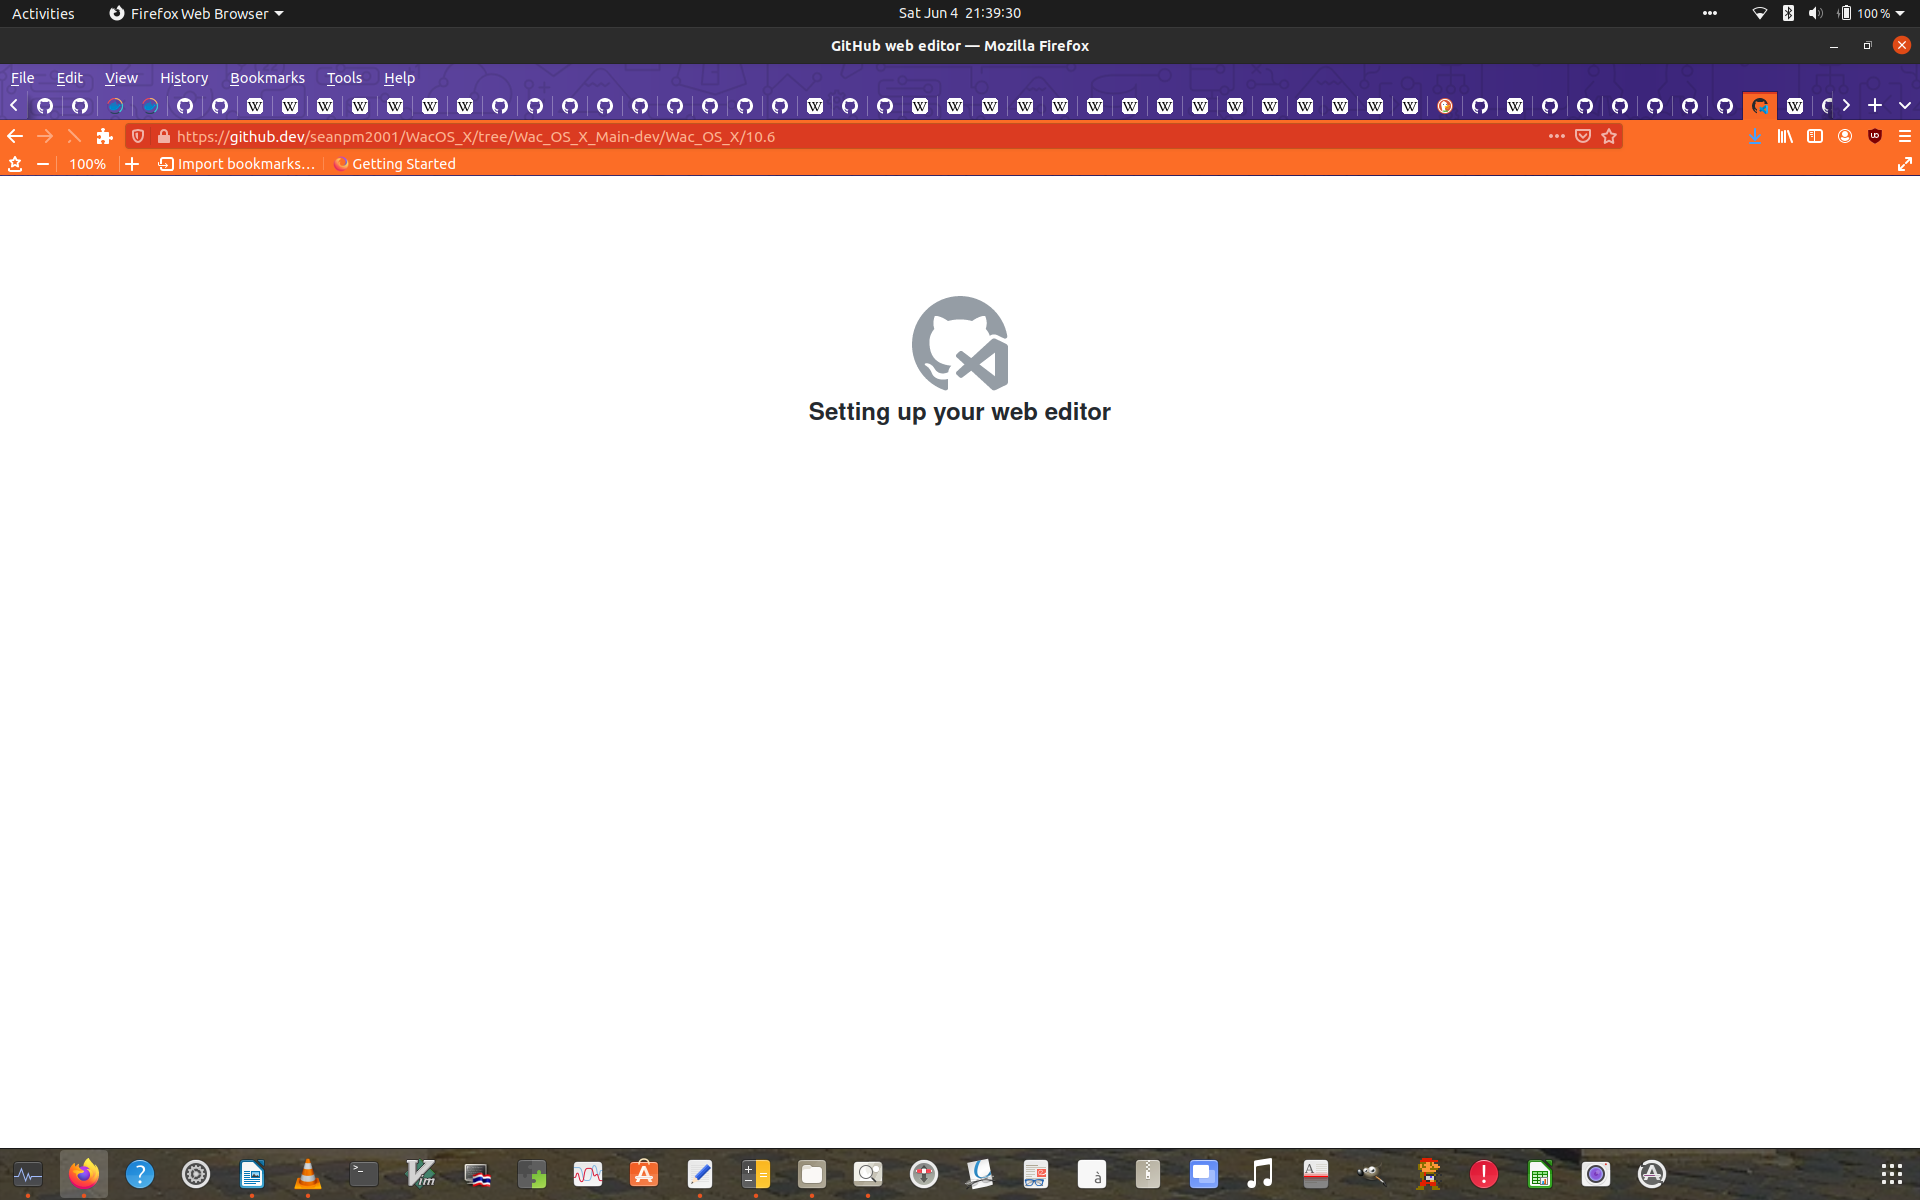 Activities
Firefox Web Browser
Sat Jun 4 21:39:30
100 %
GitHub web editor — Mozilla Firefox
File Edit View History Bookmarks Tools Help
https://github.dev/seanpm2001/WacOS_X/tree/Wac_OS_X_Main-dev/Wac_OS_X/10.6
100%
Import bookmarks...
Getting Started
Setting up your web editor